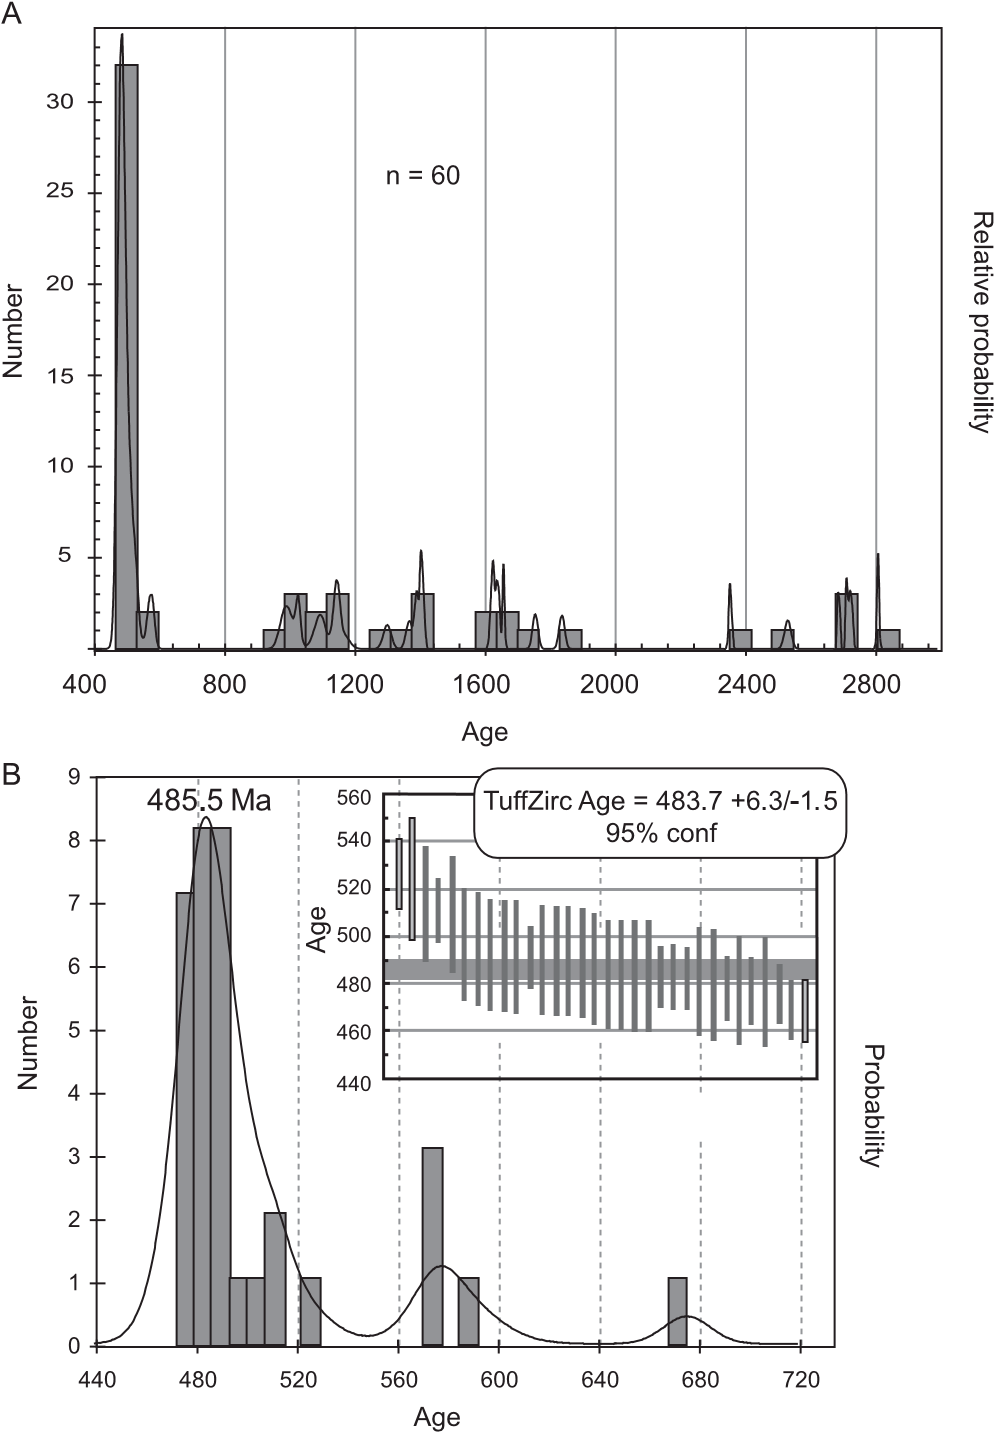 A
30
25
20
15
10
5
Number
n = 60
Relative probability
400 800 1200 1600 2000 2400 2800
Age
B
9
8
7
6
5
4
3
2
1
0
Number
485.5 Ma
TuffZirc Age = 483.7 +6.3/-1.5
95% conf
560
540
520
500
480
460
440
Age
Probability
440 480 520 560 600 640 680 720
Age